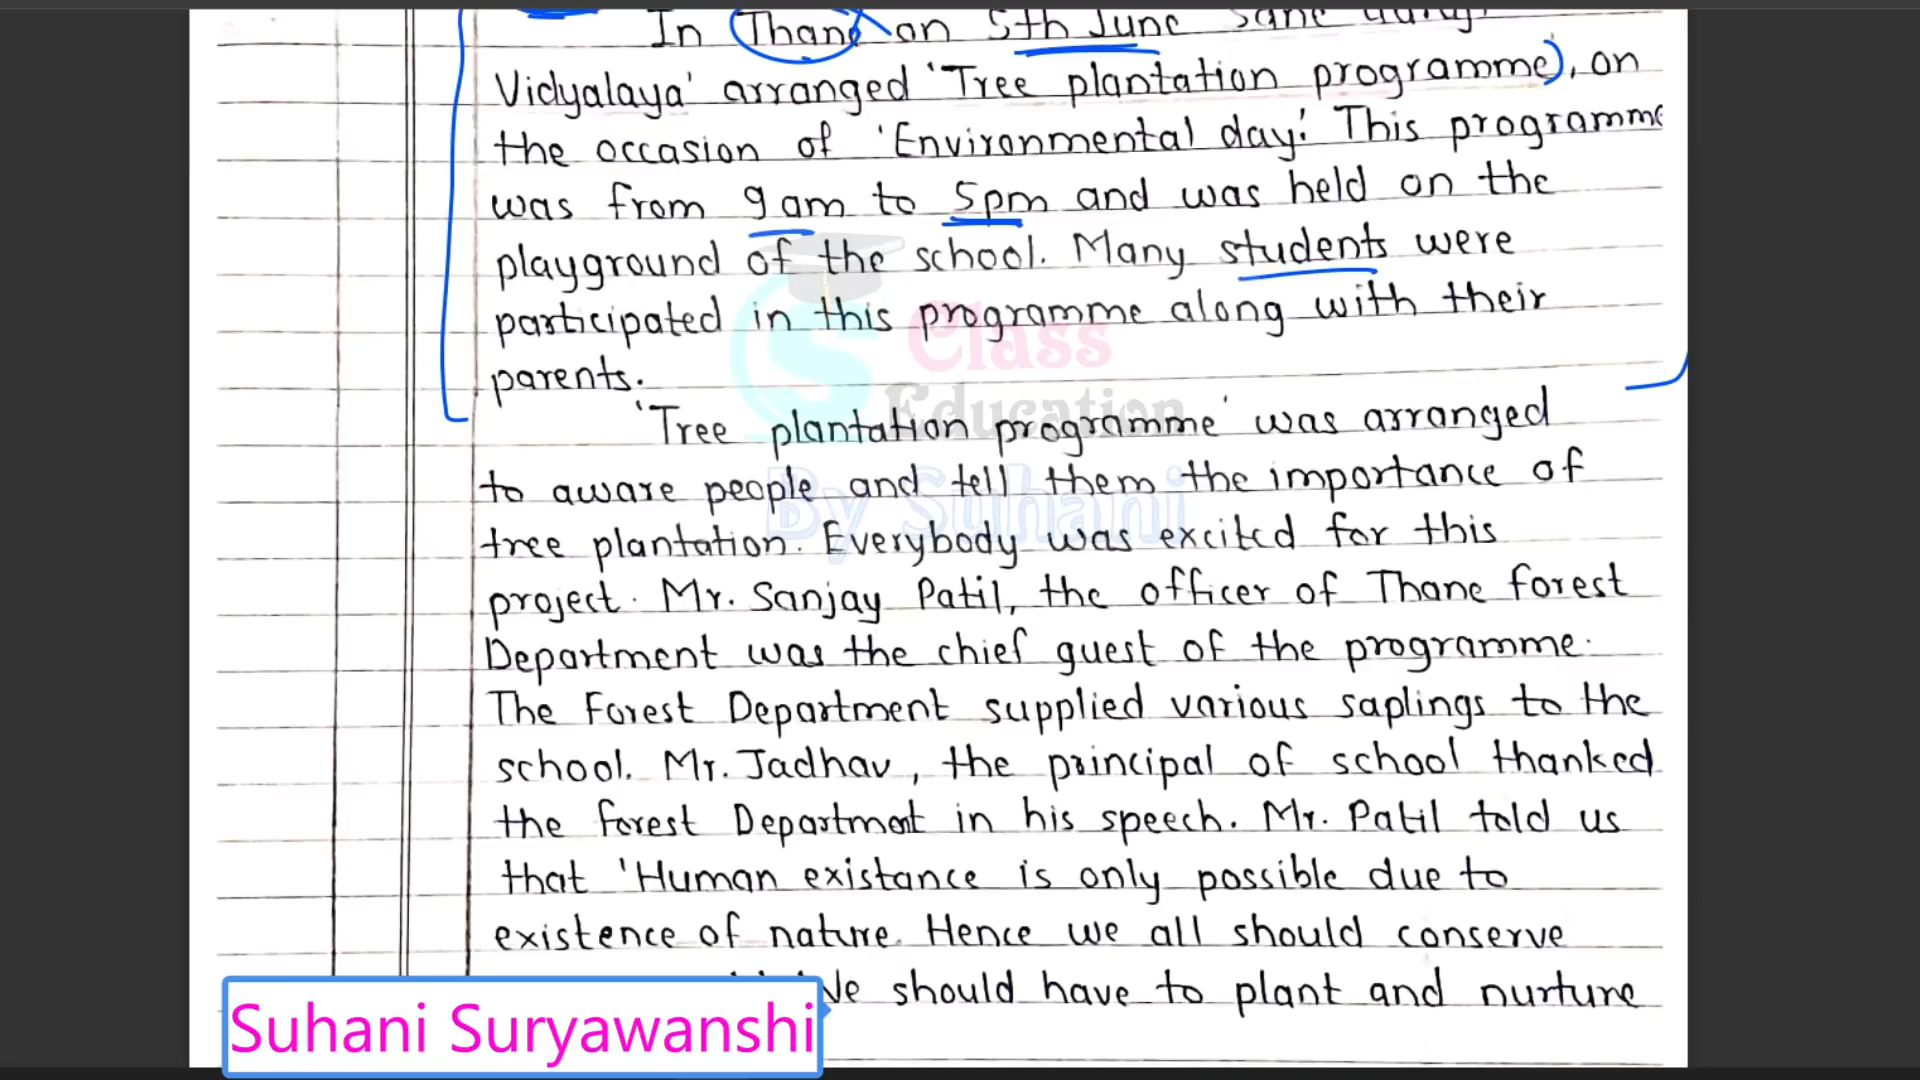 In Thane on 5th June 'Sane Guruji
Vidyalaya' arranged 'Tree plantation programme', on
the occasion of 'Environmental day'. This programme
was from 9 am to 5pm and was held on the
playground of the school. Many students were
participated in this programme along with their
parents.
'Tree plantation programme' was arranged
to aware people and tell them the importance of
tree plantation. Everybody was excited for this
project. Mr. Sanjay Patil, the officer of Thane forest
Department was the chief guest of the programme.
The Forest Department supplied various saplings to the
school. Mr. Jadhav, the principal of school thanked
the forest Department in his speech. Mr. Patil told us
that 'Human existance is only possible due to
existence of nature. Hence we all should conserve
We should have to plant and nurture
Class
Education
By Suhani
Suhani Suryawanshi